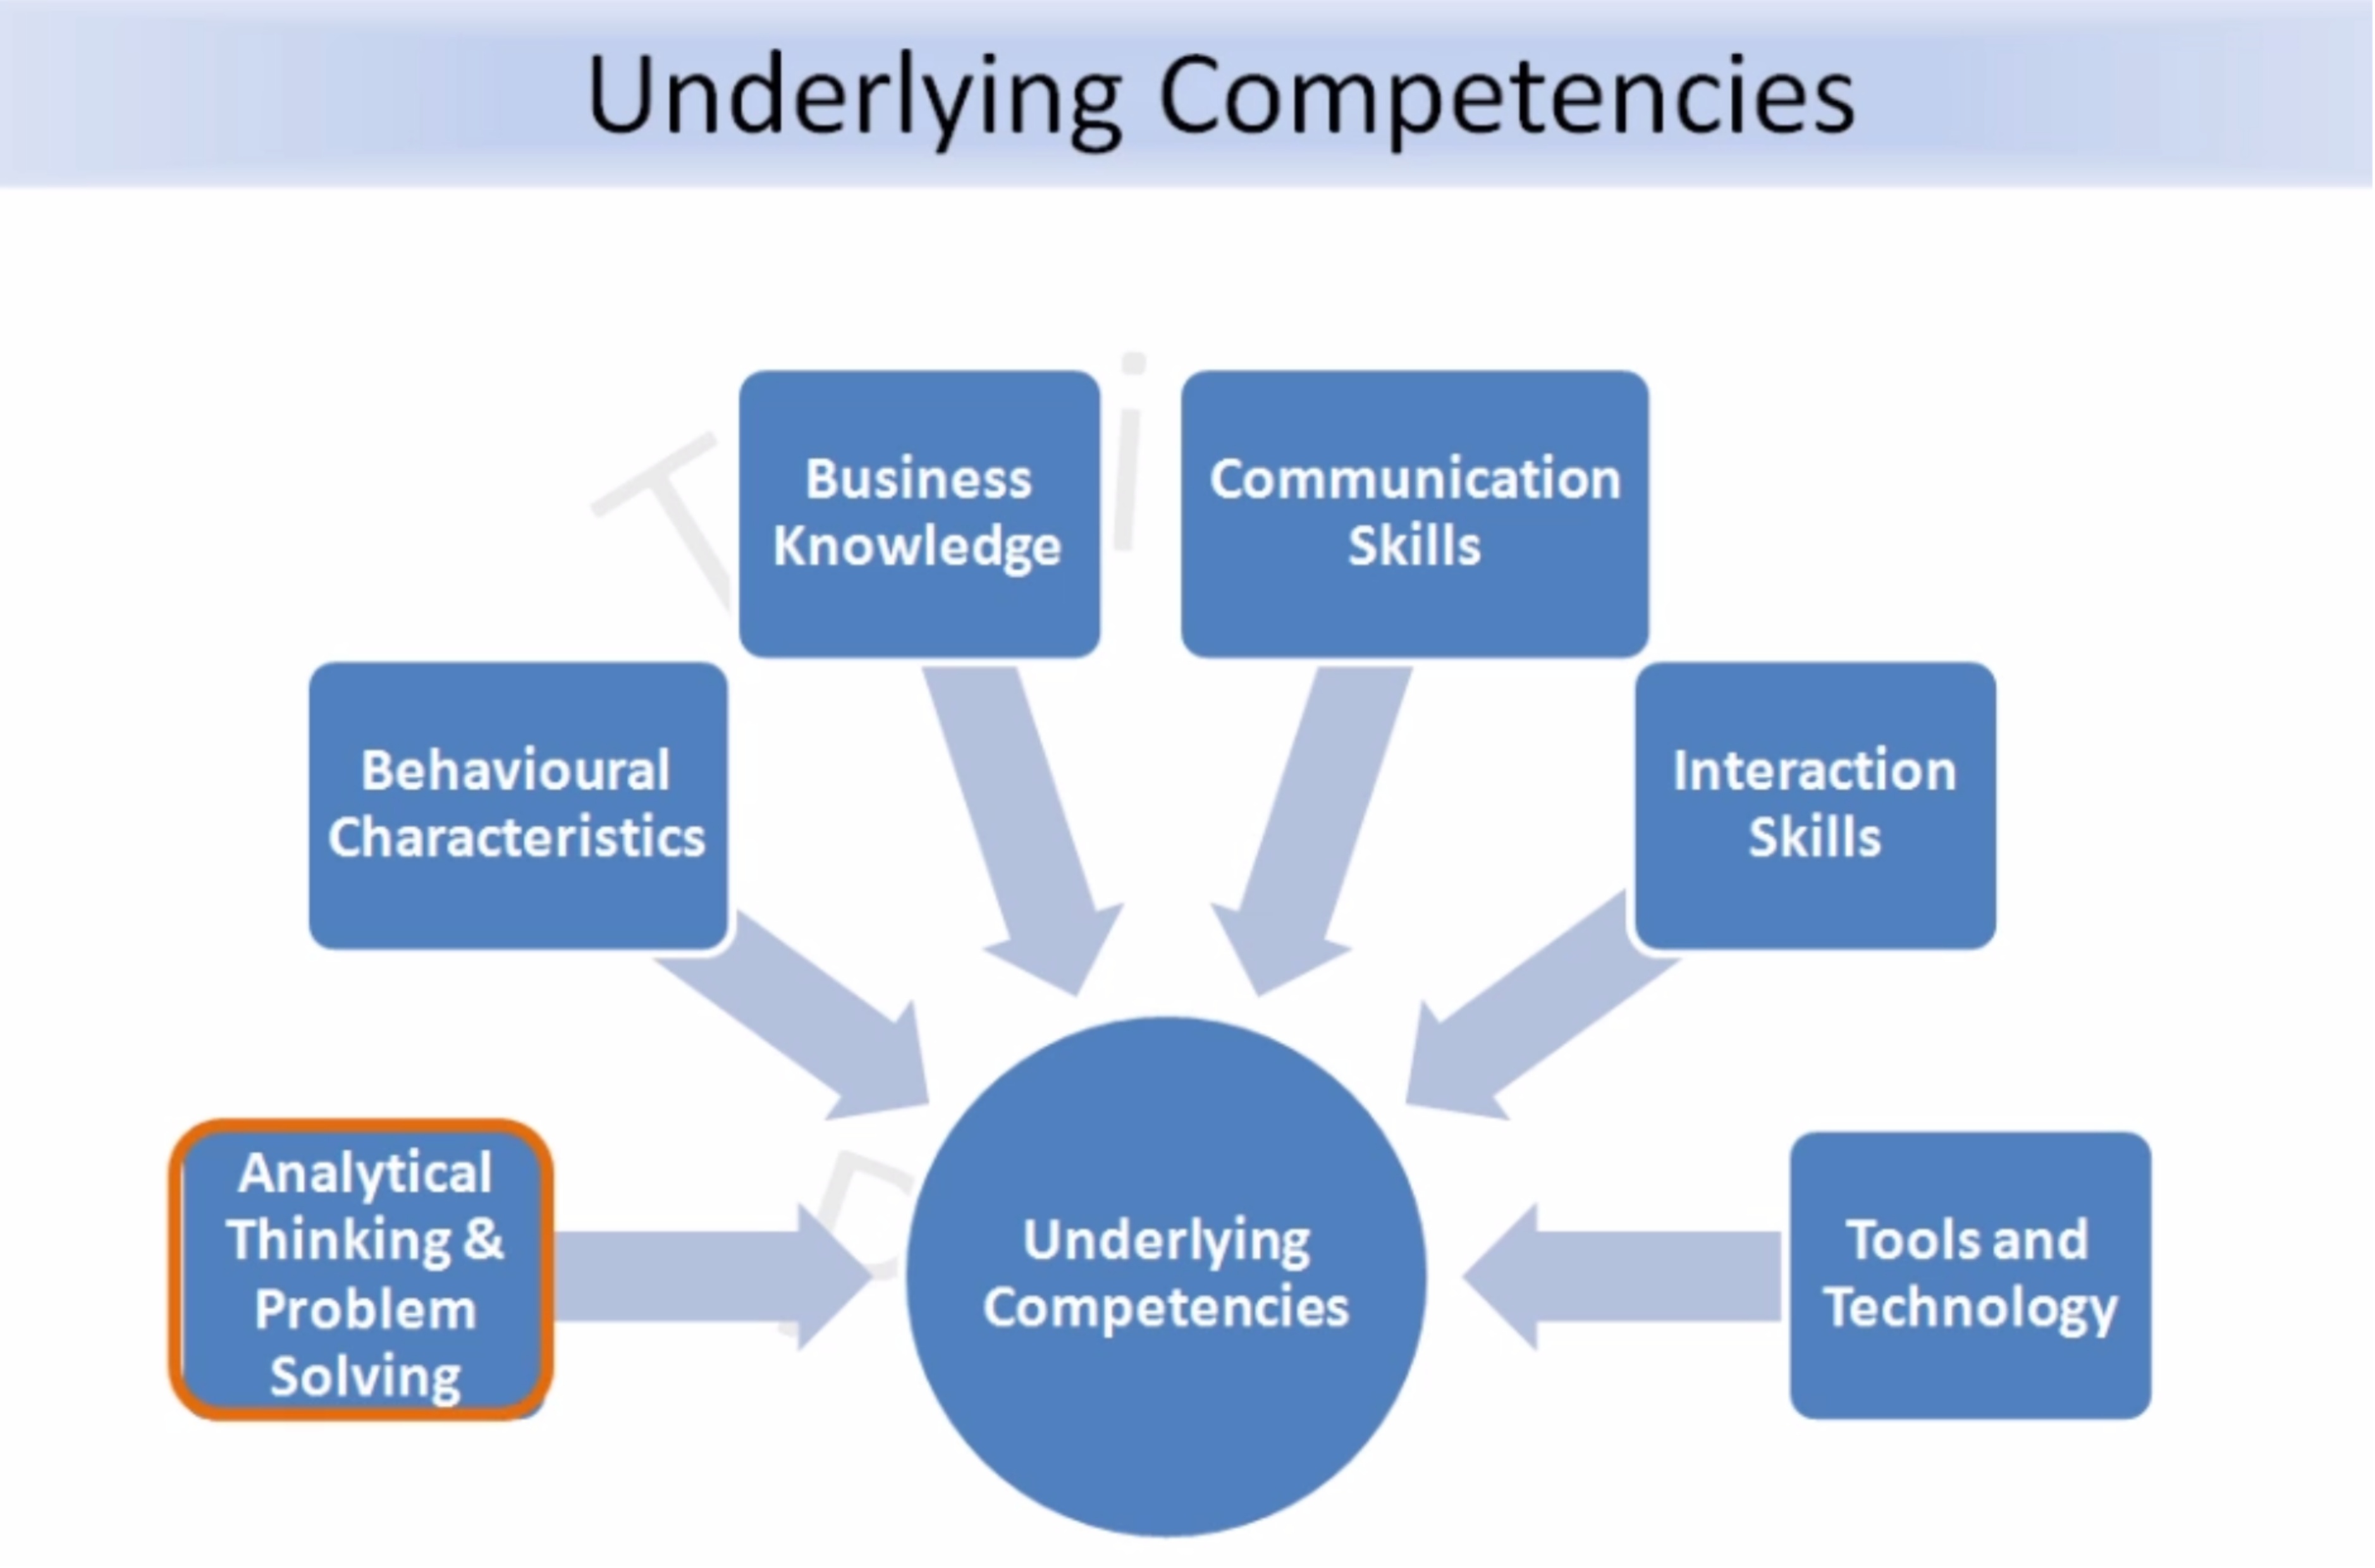 Underlying Competencies
Business
Knowledge
Communication
Skills
Behavioural
Characteristics
Interaction
Skills
Analytical
Thinking &
Problem
Solving
Underlying
Competencies
Tools and
Technology